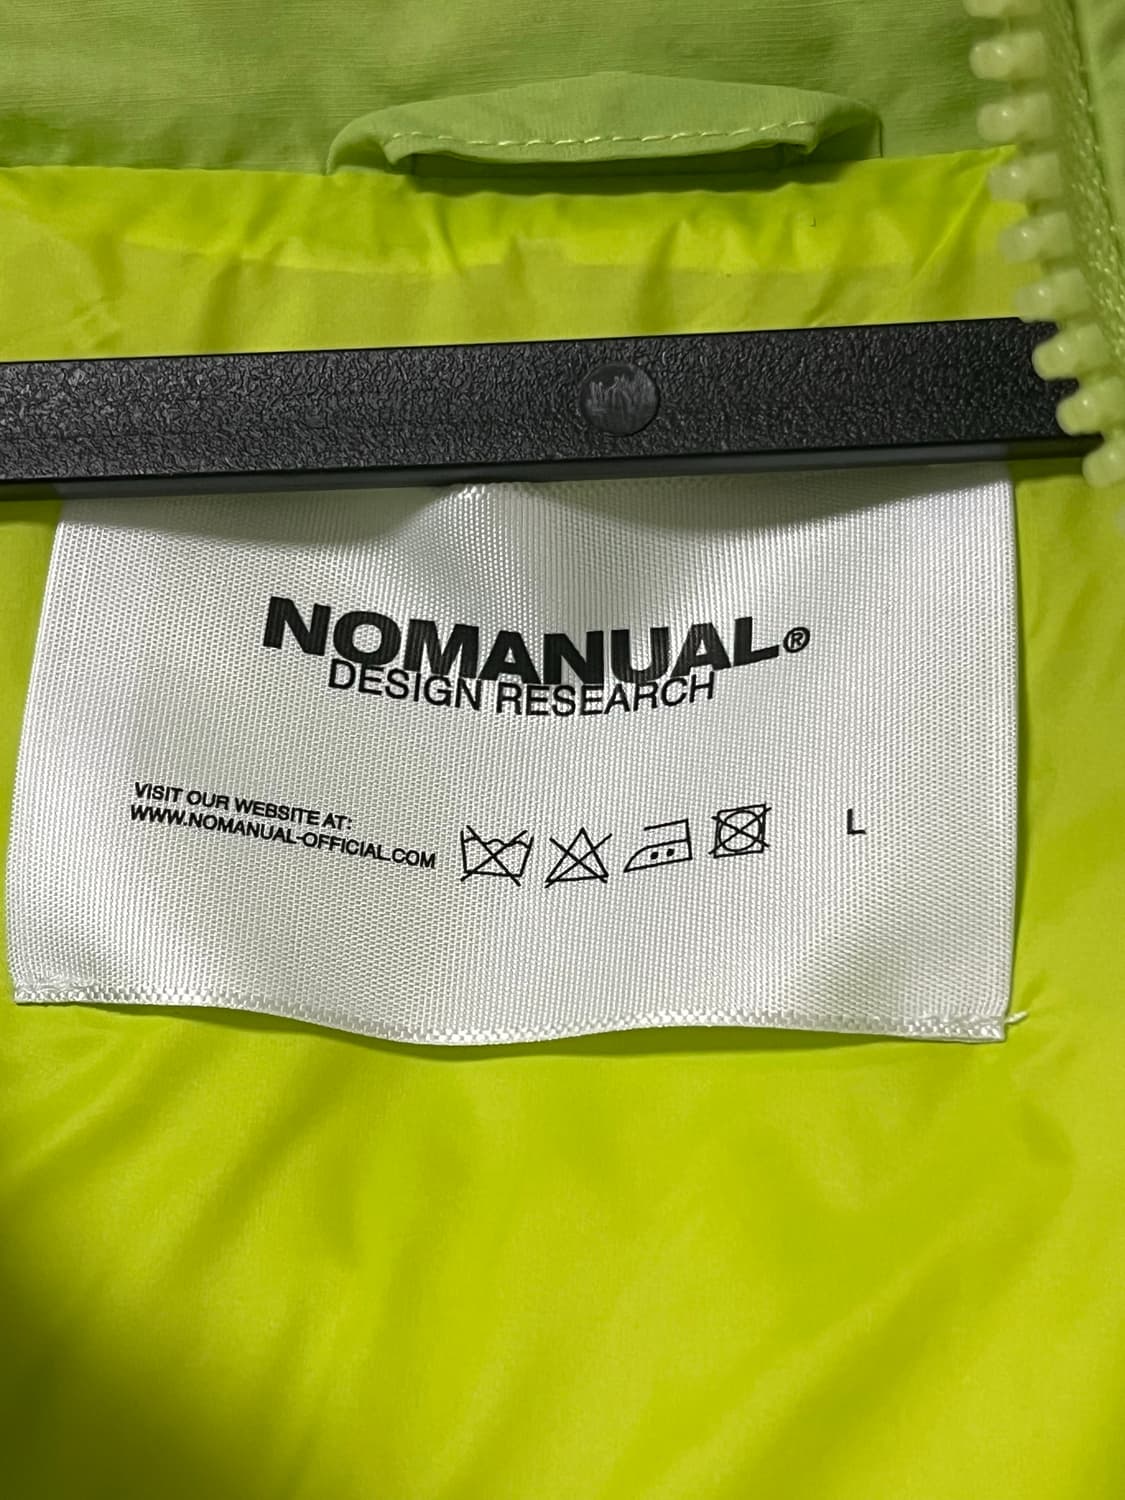 NOMANUAL®
DESIGN RESEARCH
VISIT OUR WEBSITE AT:
WWW.NOMANUAL-OFFICIAL.COM
L